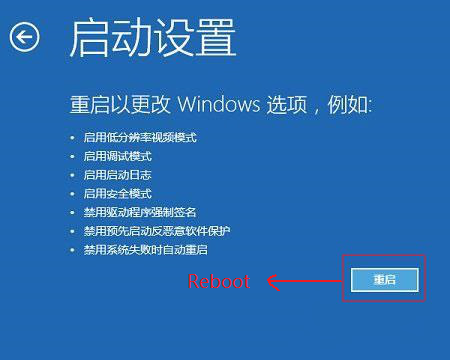 启动设置
重启以更改 Windows 选项，例如:
• 启用低分辨率视频模式
• 启用调试模式
• 启用启动日志
• 启用安全模式
• 禁用驱动程序强制签名
• 禁用预先启动反恶意软件保护
• 禁用系统失败时自动重启
Reboot
重启